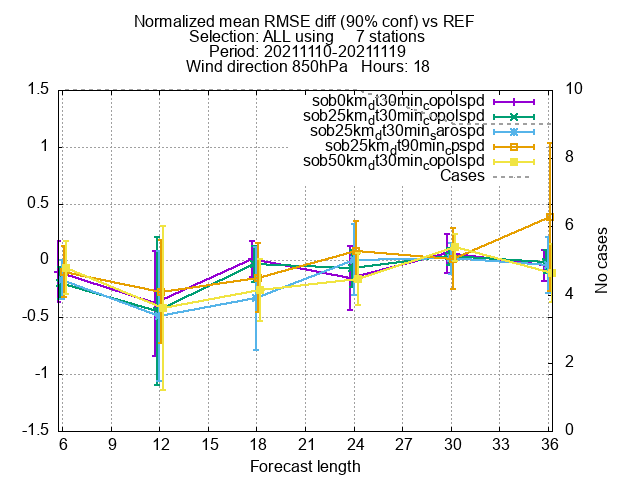 Normalized mean RMSE diff (90% conf) vs REF
Selection: ALL using 7 stations
Period: 20211110-20211119
Wind direction 850hPa Hours: 18
sob0km_dt30min_copolspd
sob25km_dt30min_copolspd
sob25km_dt30min_sarospd
sob25km_dt90min_cpspd
sob50km_dt30min_copolspd
Cases
1.5
1
0.5
0
-0.5
-1
-1.5
10
8
6
4
2
0
No cases
6 9 12 15 18 21 24 27 30 33 36
Forecast length